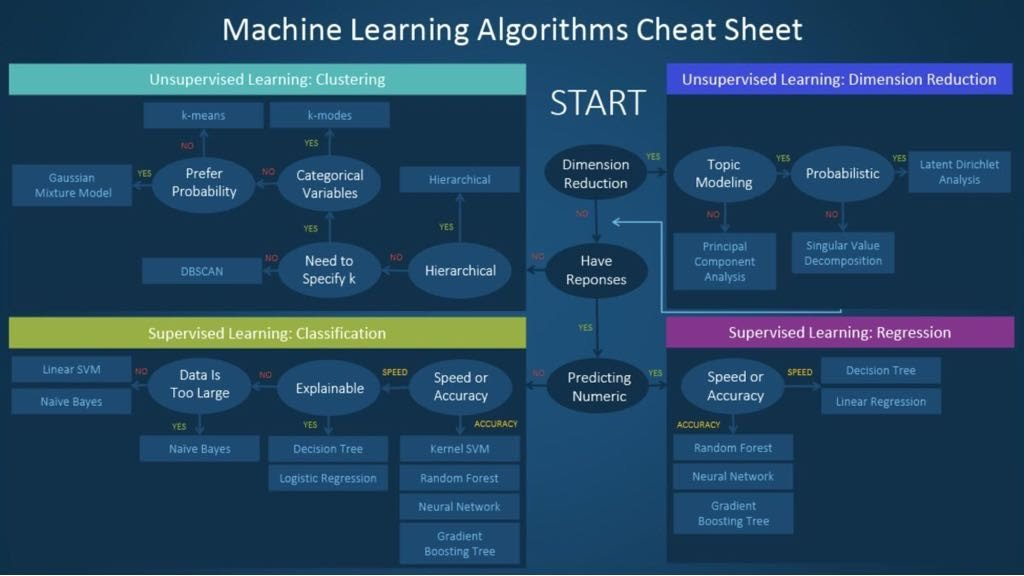 Machine Learning Algorithms Cheat Sheet
Unsupervised Learning: Clustering
k-means
k-modes
NO
YES
Gaussian
Mixture Model
YES
Prefer
Probability
NO
Categorical
Variables
Hierarchical
YES
YES
DBSCAN
NO
Need to
Specify k
NO
Hierarchical
START
Dimension
Reduction
YES
NO
NO
Have
Reponses
YES
Unsupervised Learning: Dimension Reduction
Topic
Modeling
YES
Probabilistic
YES
Latent Dirichlet
Analysis
NO
NO
Principal
Component
Analysis
Singular Value
Decomposition
Supervised Learning: Classification
Linear SVM
Naïve Bayes
NO
Data Is
Too Large
NO
Explainable
SPEED
Speed or
Accuracy
NO
Predicting
Numeric
YES
YES
YES
ACCURACY
Naïve Bayes
Decision Tree
Logistic Regression
Kernel SVM
Random Forest
Neural Network
Gradient
Boosting Tree
Supervised Learning: Regression
Speed or
Accuracy
SPEED
Decision Tree
Linear Regression
ACCURACY
Random Forest
Neural Network
Gradient
Boosting Tree